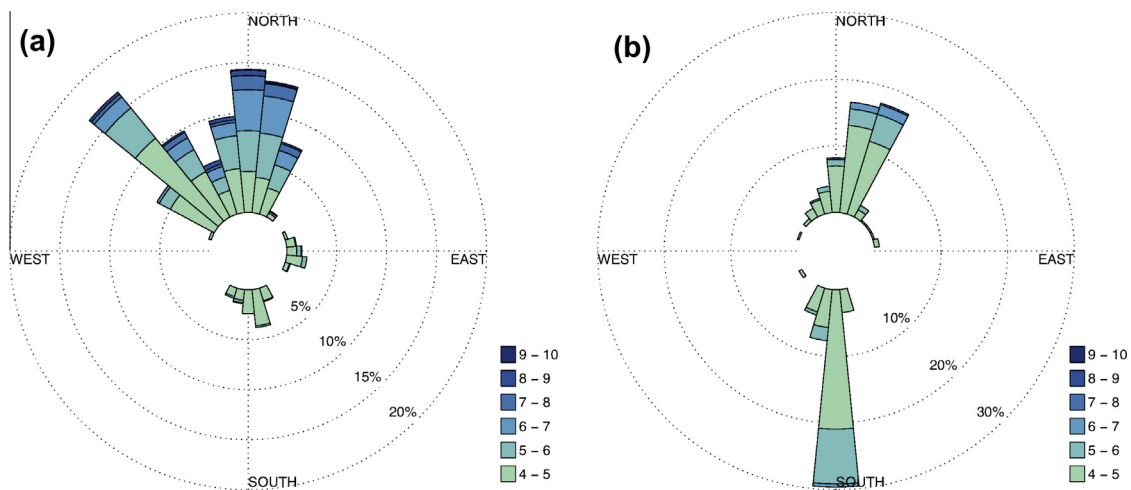 (a)
NORTH
WEST
EAST
SOUTH
5%
10%
15%
20%
9 – 10
8 – 9
7 – 8
6 – 7
5 – 6
4 – 5
(b)
NORTH
WEST
EAST
SOUTH
10%
20%
30%
9 – 10
8 – 9
7 – 8
6 – 7
5 – 6
4 – 5